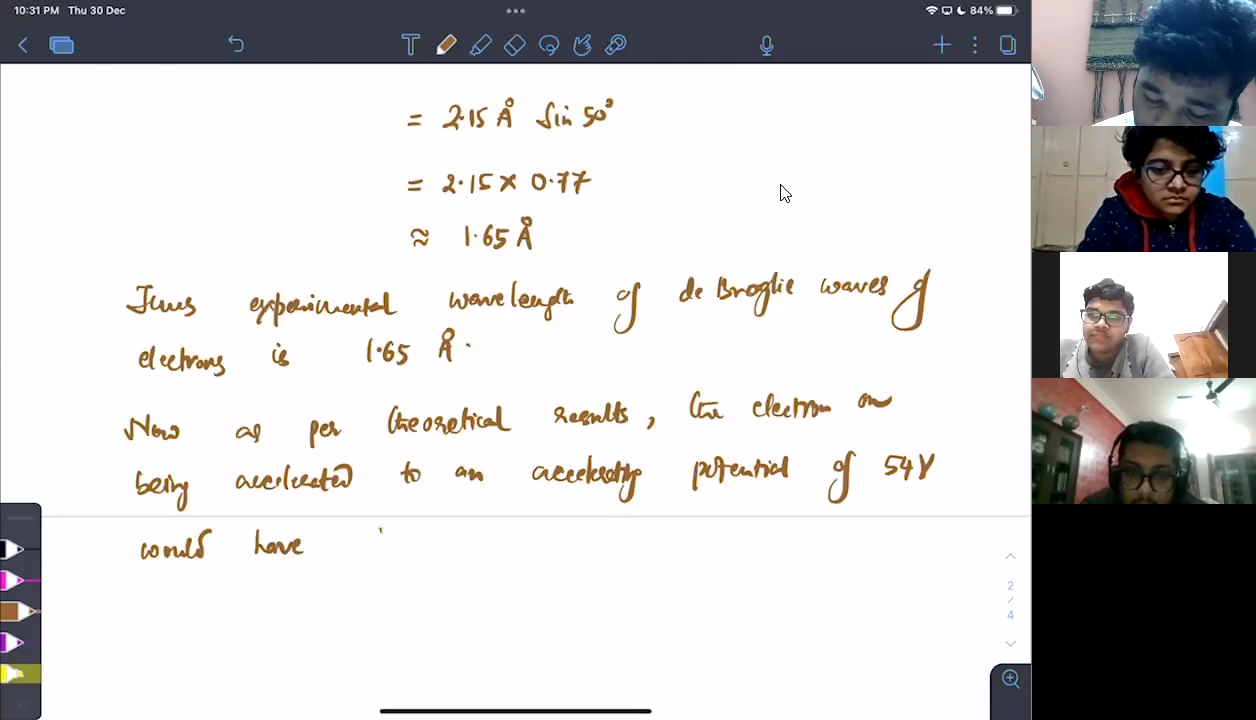 10:31 PM Thu 30 Dec
84%
= 2.15 Å Sin 50°
= 2.15 × 0.77
≈ 1.65 Å
Thus experimental wavelength of de Broglie waves of
electrons is 1.65 Å.
Now as per theoretical results, the electron on
being accelerated to an accelerating potential of 54V
would have
2
4